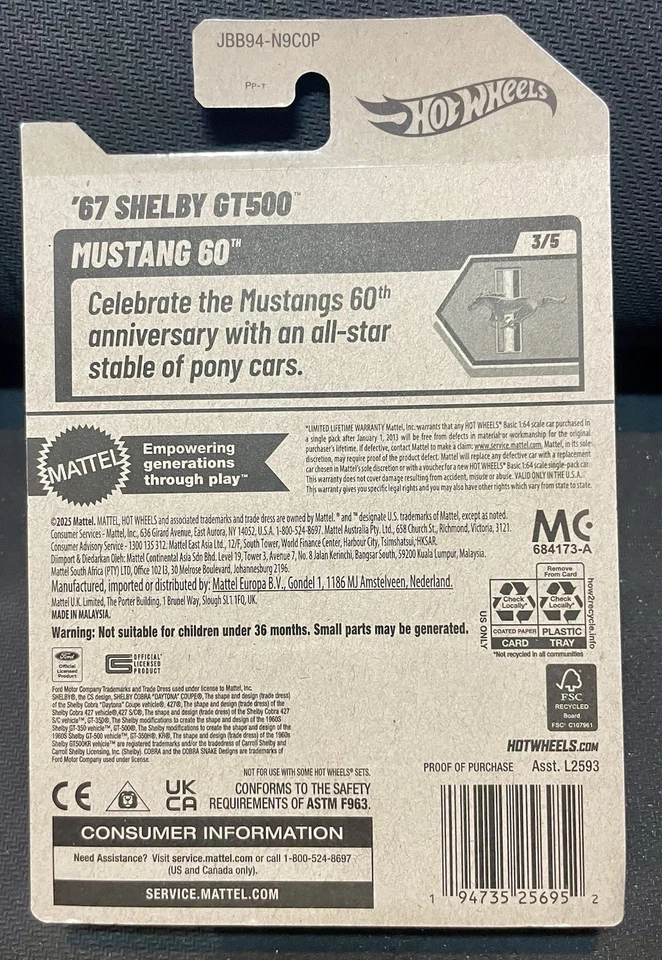 JBB94-N9C0P
PP-T
HOT WHEELS
'67 SHELBY GT500™
MUSTANG 60TH
3/5
Celebrate the Mustangs 60th
anniversary with an all-star
stable of pony cars.
MATTEL
Empowering
generations
through play™
*LIMITED LIFETIME WARRANTY Mattel, Inc. warrants that any HOT WHEELS® Basic 1:64 scale car purchased in
a single pack after January 1, 2013 will be free from defects in material or workmanship for the original
purchaser's lifetime. If defective, contact Mattel to make a claim: www.service.mattel.com. Mattel, in its sole
discretion, may require proof of the product defect. Mattel will replace any defective car with a replacement
car chosen in Mattel's sole discretion or with a voucher for a new HOT WHEELS® Basic 1:64 scale single-pack car.
This warranty does not cover damage resulting from accident, misuse or abuse. VALID ONLY IN THE U.S.A.
This warranty gives you specific legal rights and you may also have other rights which vary from state to state.
©2025 Mattel. MATTEL, HOT WHEELS and associated trademarks and trade dress are owned by Mattel. ® and ™ designate U.S. trademarks of Mattel, except as noted.
Consumer Services - Mattel, Inc., 636 Girard Avenue, East Aurora, NY 14052, U.S.A. 1-800-524-8697. Mattel Australia Pty. Ltd., 658 Church St., Richmond, Victoria, 3121.
Consumer Advisory Service - 1300 135 312. Mattel East Asia Ltd., 12/F, South Tower, World Finance Center, Harbour City, Tsimshatsui, HKSAR.
Diimport & Diedarkan Oleh: Mattel Continental Asia Sdn Bhd. Level 19, Tower 3, Avenue 7, No. 8 Jalan Kerinchi, Bangsar South, 59200 Kuala Lumpur, Malaysia.
Mattel South Africa (PTY) LTD, Office 102 I3, 30 Melrose Boulevard, Johannesburg 2196.
Manufactured, imported or distributed by: Mattel Europa B.V., Gondel 1, 1186 MJ Amstelveen, Nederland.
Mattel U.K. Limited, The Porter Building, 1 Brunel Way, Slough SL1 1FQ, UK.
MADE IN MALAYSIA.
MC
684173-A
Warning: Not suitable for children under 36 months. Small parts may be generated.
Remove
From Card
Check
Locally*
Check
Locally*
COATED PAPER
PLASTIC
CARD
TRAY
US ONLY
how2recycle.info
*Not recycled in all communities
Ford
Official
Licensed
Product
OFFICIAL
LICENSED
PRODUCT
Ford Motor Company Trademarks and Trade Dress used under license to Mattel, Inc.
SHELBY®, the CS design, SHELBY COBRA "DAYTONA" COUPE®, The shape and design (trade dress)
of the Shelby Cobra "Daytona" Coupe vehicle®, 427®, The shape and design (trade dress) of the
Shelby Cobra 427 vehicle®, 427 S/C®, The shape and design (trade dress) of the Shelby Cobra 427
S/C vehicle™, GT-350®, The Shelby modifications to create the shape of the 1960S
Shelby GT-350 vehicle™, GT-500®, The Shelby modifications to create the shape of the
1960S Shelby GT-500 vehicle™, GT-350H®, KR®, The shape and design (trade dress) of the 1960s
Shelby GT500KR vehicle™ are registered trademarks and/or the tradedress of Carroll Shelby and
Carroll Shelby Licensing, Inc. (Shelby). COBRA and the COBRA SNAKE Designs are trademarks of
Ford Motor Company used under license.
FSC
RECYCLED
Board
FSC® C107961
HOTWHEELS.COM
NOT FOR USE WITH SOME HOT WHEELS® SETS.
PROOF OF PURCHASE Asst. L2593
CE
UK
CA
CONFORMS TO THE SAFETY
REQUIREMENTS OF ASTM F963.
CONSUMER INFORMATION
Need Assistance? Visit service.mattel.com or call 1-800-524-8697
(US and Canada only).
SERVICE.MATTEL.COM
1 94735 25695 2